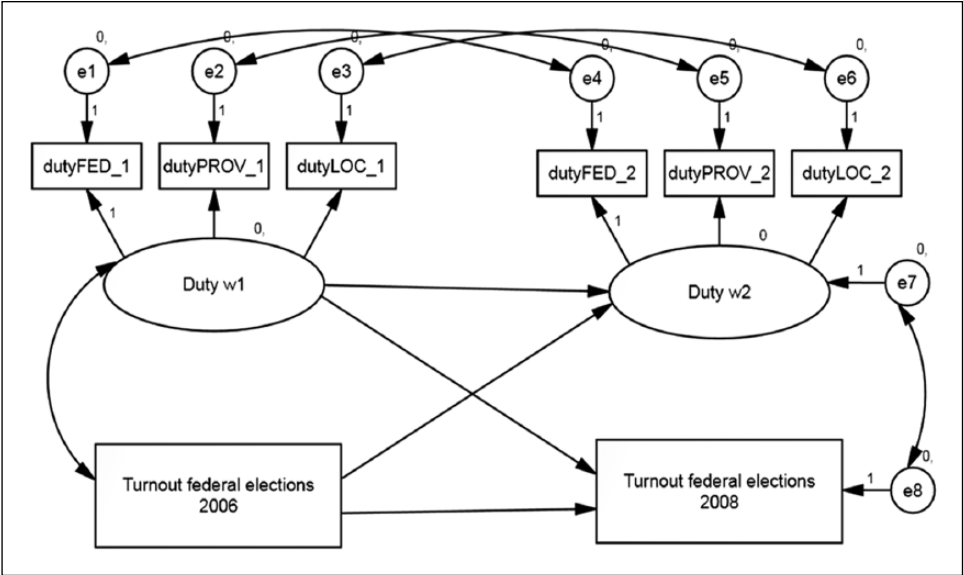 0, 0, 0, 0, 0, 0,
e1 e2 e3 e4 e5 e6
1 1 1 1 1 1
dutyFED_1 dutyPROV_1 dutyLOC_1 dutyFED_2 dutyPROV_2 dutyLOC_2
1 0, 1 0 0,
Duty w1 Duty w2 1 e7
Turnout federal elections
2006
Turnout federal elections
2008
0,
1 e8